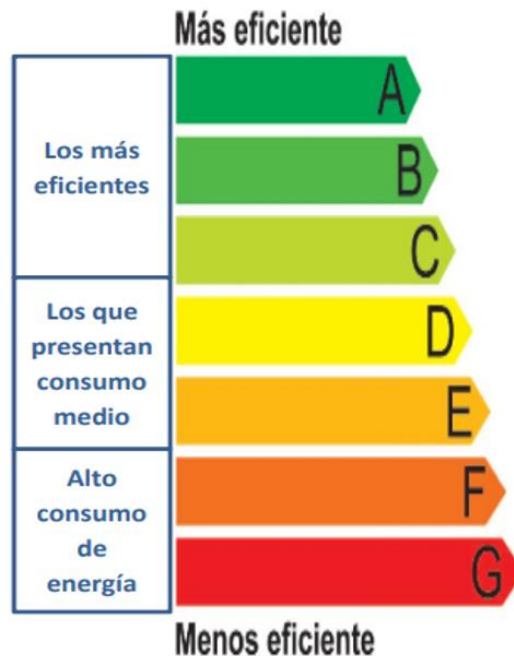 Más eficiente
Los más
eficientes
A
B
C
Los que
presentan
consumo
medio
D
E
Alto
consumo
de
energía
F
G
Menos eficiente